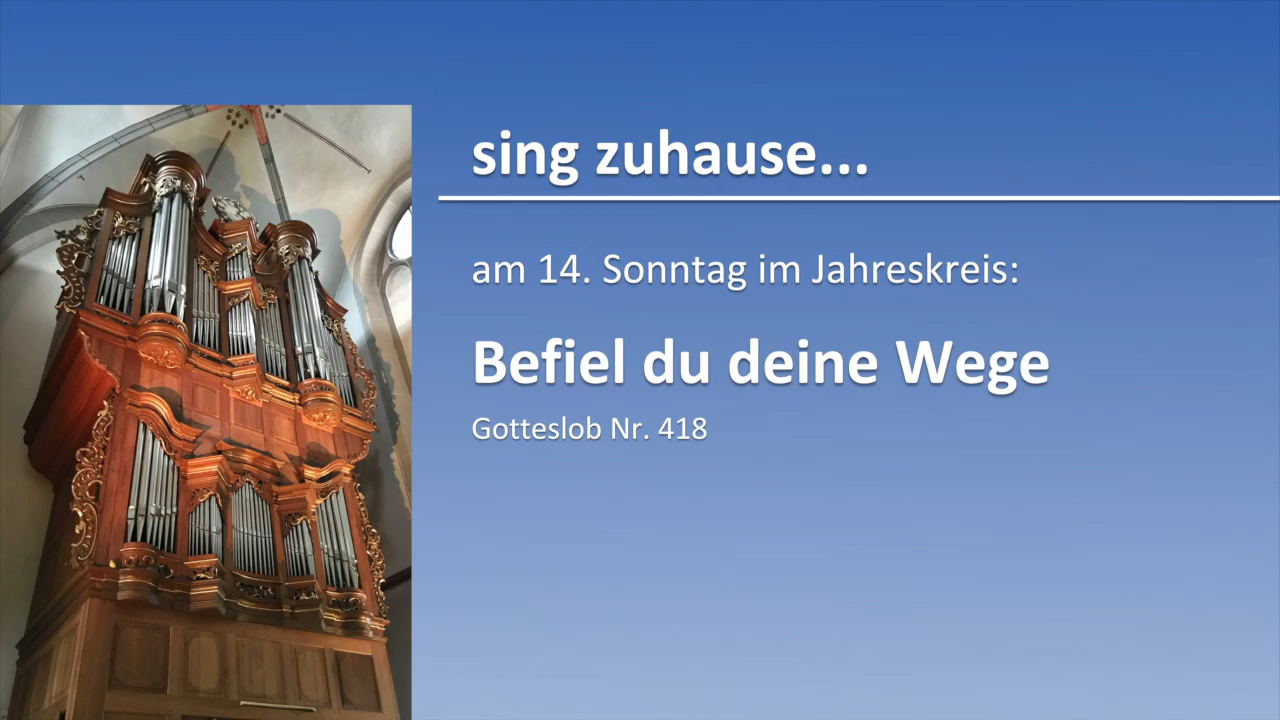 sing zuhause...
am 14. Sonntag im Jahreskreis:
Befiel du deine Wege
Gotteslob Nr. 418